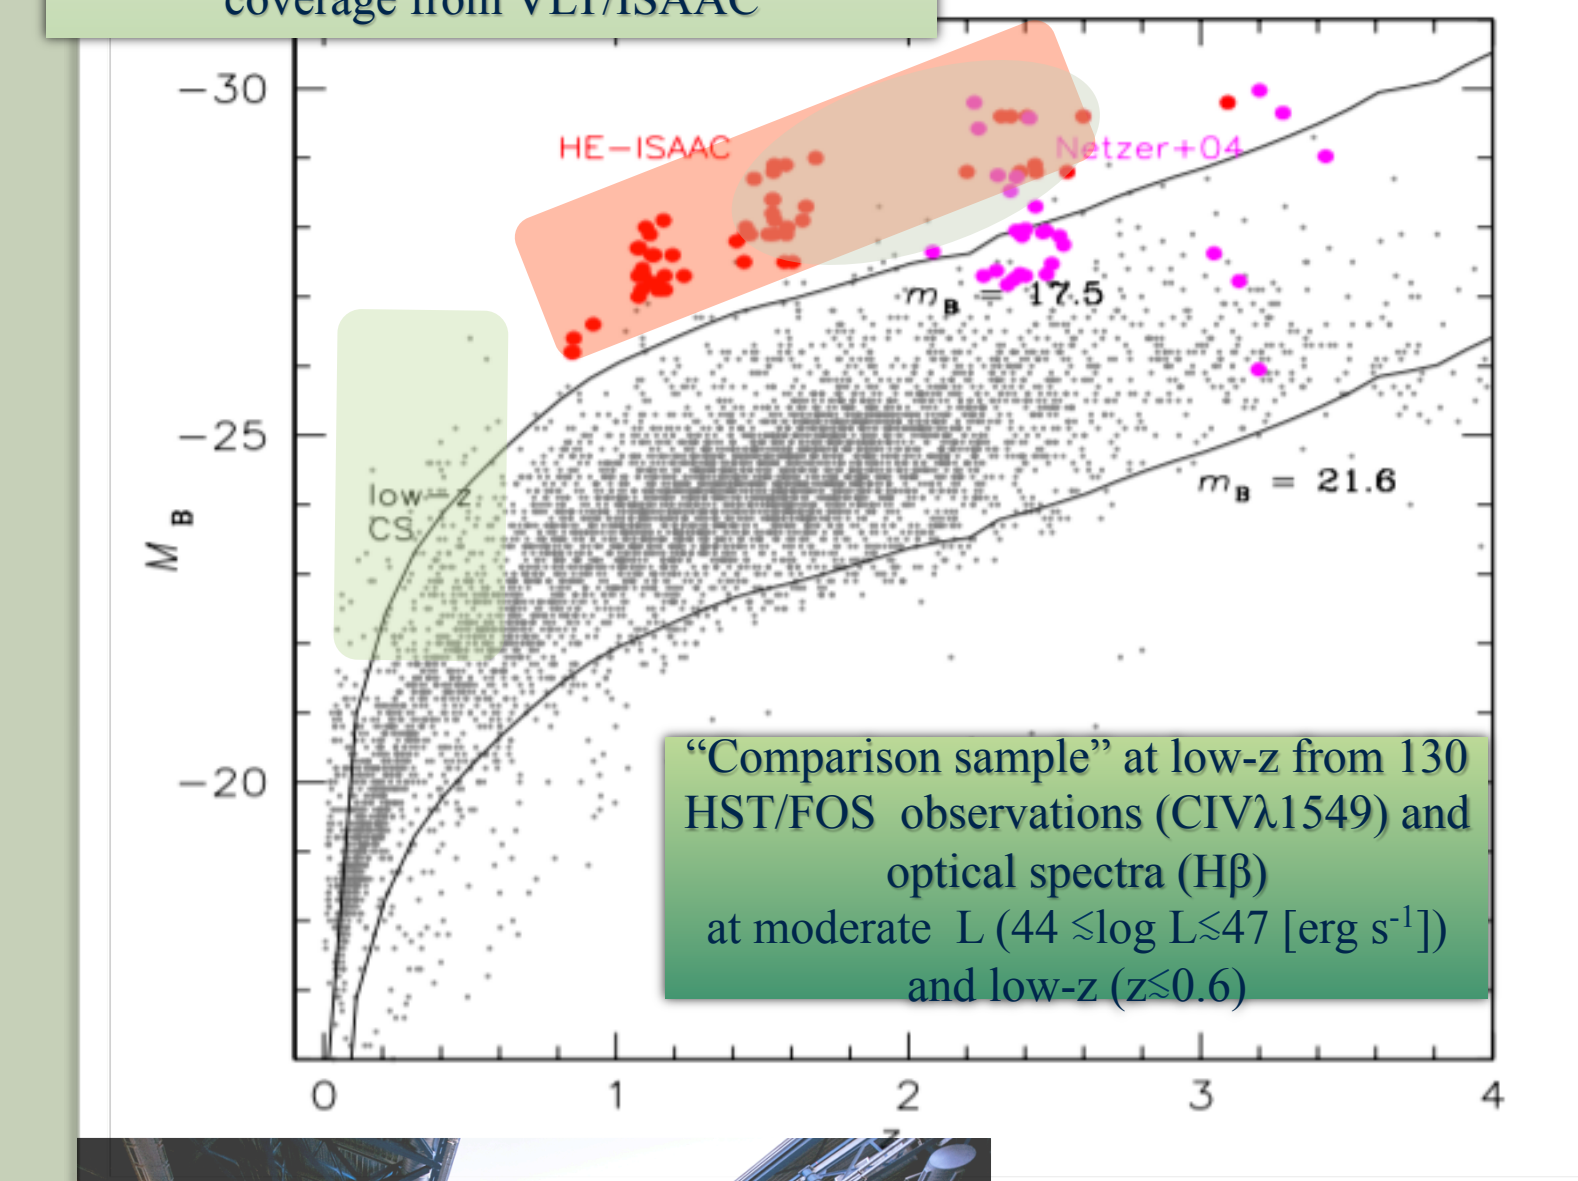 coverage from VLT/ISAAC
−30
HE−ISAAC
Netzer+04
m_B = 17.5
−25
low−z
CS
m_B = 21.6
M_B
−20
“Comparison sample” at low-z from 130
HST/FOS observations (CIVλ1549) and
optical spectra (Hβ)
at moderate L (44 ≲log L≲47 [erg s⁻¹])
and low-z (z≲0.6)
0 1 2 3 4
z